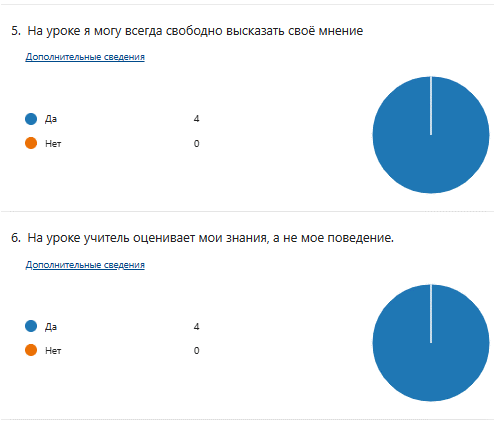 5. На уроке я могу всегда свободно высказать своё мнение
Дополнительные сведения
Да 4
Нет 0
6. На уроке учитель оценивает мои знания, а не мое поведение.
Дополнительные сведения
Да 4
Нет 0